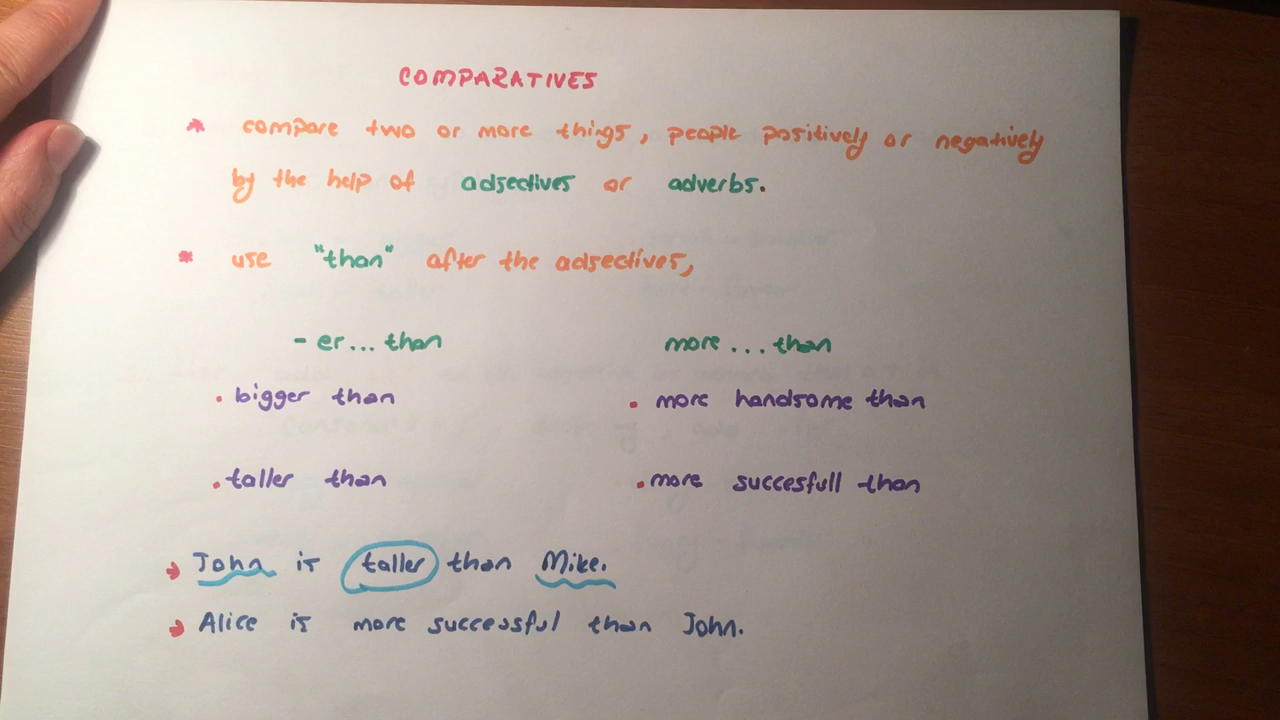 COMPARATIVES
* compare two or more things, people positively or negatively
by the help of adjectives or adverbs.
* use "than" after the adjectives,
- er... than more ... than
. bigger than . more handsome than
. taller than . more succesfull than
→ John is taller than Mike.
→ Alice is more successful than John.